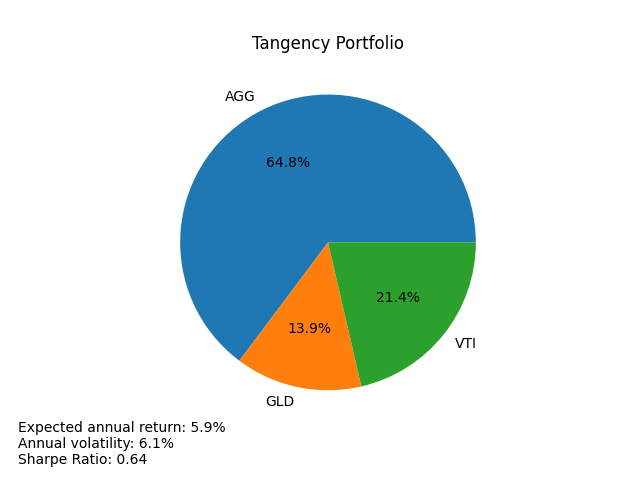 Tangency Portfolio
AGG
64.8%
21.4%
13.9%
VTI
GLD
Expected annual return: 5.9%
Annual volatility: 6.1%
Sharpe Ratio: 0.64